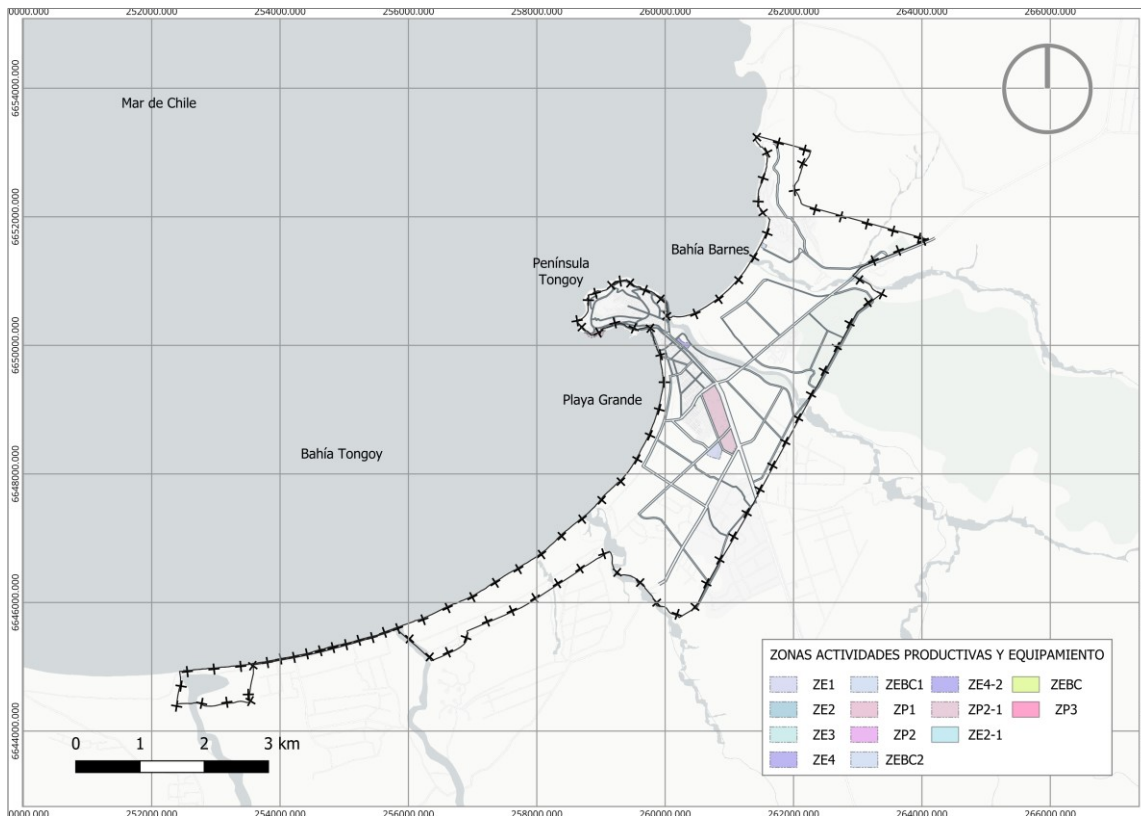 0000.000 252000.000 254000.000 256000.000 258000.000 260000.000 262000.000 264000.000 266000.000
6654000.000
Mar de Chile
6652000.000
Bahía Barnes
Península
Tongoy
6650000.000
Playa Grande
Bahía Tongoy
6648000.000
6646000.000
ZONAS ACTIVIDADES PRODUCTIVAS Y EQUIPAMIENTO
ZE1 ZEBC1 ZE4-2 ZEBC
ZE2 ZP1 ZP2-1 ZP3
ZE3 ZP2 ZE2-1
ZE4 ZEBC2
6644000.000
0 1 2 3 km
0000.000 252000.000 254000.000 256000.000 258000.000 260000.000 262000.000 264000.000 266000.000